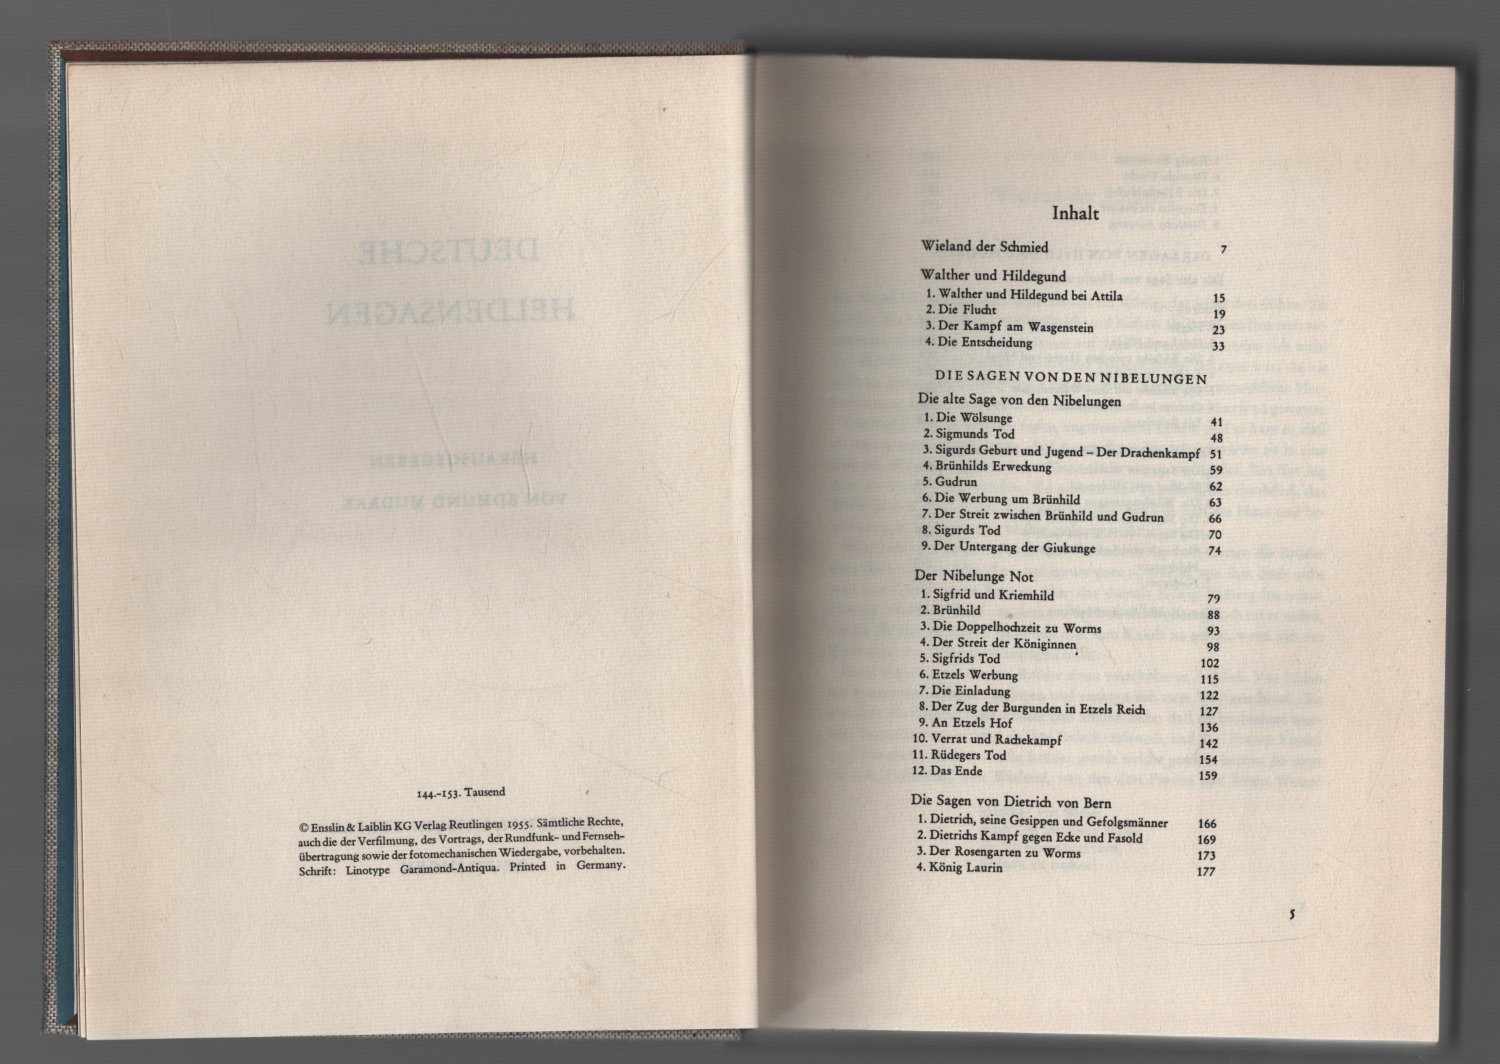 144.–153. Tausend
© Ensslin & Laiblin KG Verlag Reutlingen 1955. Sämtliche Rechte,
auch die der Verfilmung, des Vortrags, der Rundfunk- und Fernseh-
übertragung sowie der fotomechanischen Wiedergabe, vorbehalten.
Schrift: Linotype Garamond-Antiqua. Printed in Germany.
Inhalt
Wieland der Schmied 7
Walther und Hildegund
1. Walther und Hildegund bei Attila 15
2. Die Flucht 19
3. Der Kampf am Wasgenstein 23
4. Die Entscheidung 33
DIE SAGEN VON DEN NIBELUNGEN
Die alte Sage von den Nibelungen
1. Die Wölsunge 41
2. Sigmunds Tod 48
3. Sigurds Geburt und Jugend – Der Drachenkampf 51
4. Brünhilds Erweckung 59
5. Gudrun 62
6. Die Werbung um Brünhild 63
7. Der Streit zwischen Brünhild und Gudrun 66
8. Sigurds Tod 70
9. Der Untergang der Giukunge 74
Der Nibelunge Not
1. Sigfrid und Kriemhild 79
2. Brünhild 88
3. Die Doppelhochzeit zu Worms 93
4. Der Streit der Königinnen 98
5. Sigfrids Tod 102
6. Etzels Werbung 115
7. Die Einladung 122
8. Der Zug der Burgunden in Etzels Reich 127
9. An Etzels Hof 136
10. Verrat und Rachekampf 142
11. Rüdegers Tod 154
12. Das Ende 159
Die Sagen von Dietrich von Bern
1. Dietrich, seine Gesippen und Gefolgsmänner 166
2. Dietrichs Kampf gegen Ecke und Fasold 169
3. Der Rosengarten zu Worms 173
4. König Laurin 177
5